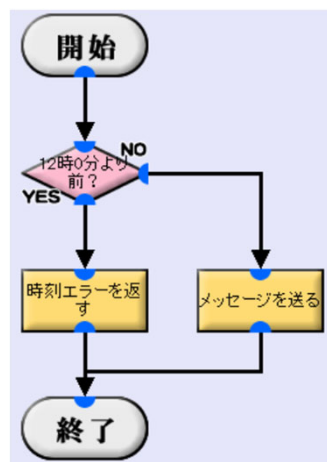 開始
12時0分より
前?
NO
YES
時刻エラーを返
す
メッセージを送る
終了